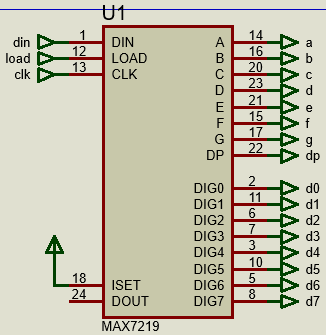 U1
din 1 DIN A 14 a
load 12 LOAD B 16 b
clk 13 CLK C 20 c
D 23 d
E 21 e
F 15 f
G 17 g
DP 22 dp
DIG0 2 d0
DIG1 11 d1
DIG2 6 d2
DIG3 7 d3
DIG4 3 d4
DIG5 10 d5
18 ISET DIG6 5 d6
24 DOUT DIG7 8 d7
MAX7219